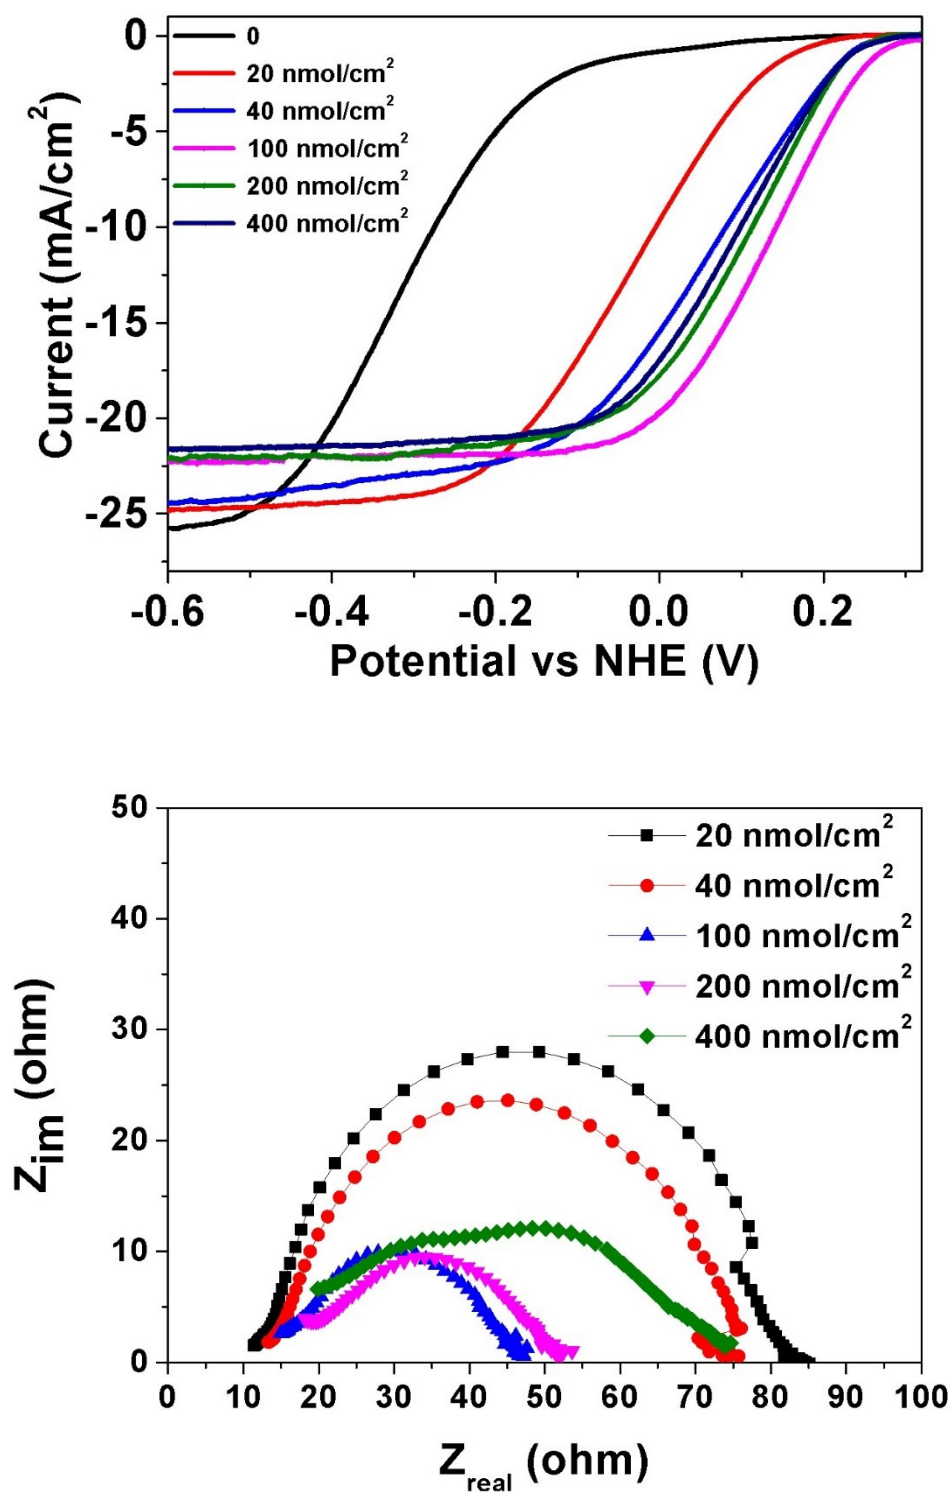 0
20 nmol/cm²
40 nmol/cm²
100 nmol/cm²
200 nmol/cm²
400 nmol/cm²
0
-5
-10
-15
-20
-25
Current (mA/cm²)
-0.6 -0.4 -0.2 0.0 0.2
Potential vs NHE (V)
20 nmol/cm²
40 nmol/cm²
100 nmol/cm²
200 nmol/cm²
400 nmol/cm²
50
40
30
20
10
0
Zim (ohm)
0 10 20 30 40 50 60 70 80 90 100
Zreal (ohm)